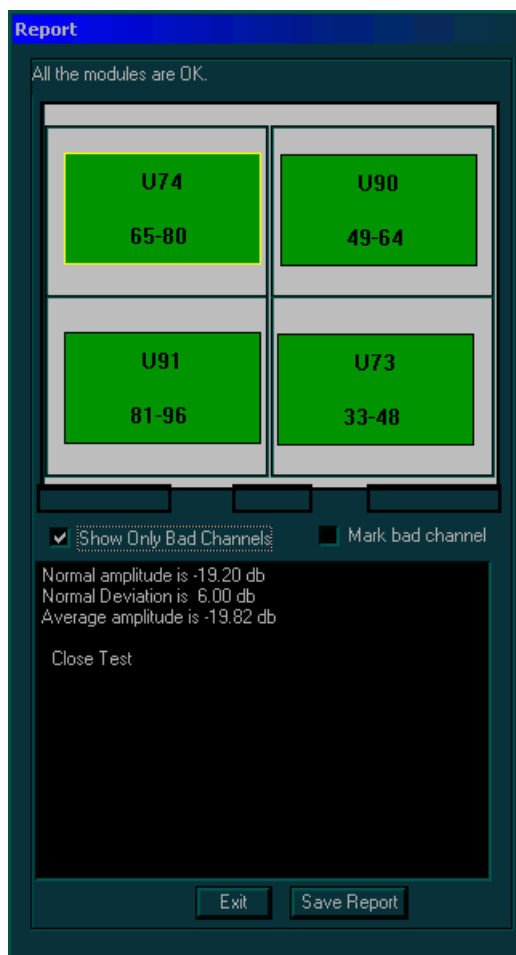 Report
All the modules are OK.
U74
65-80
U90
49-64
U91
81-96
U73
33-48
Show Only Bad Channels
Mark bad channel
Normal amplitude is -19.20 db
Normal Deviation is  6.00 db
Average amplitude is -19.82 db
Close Test
Exit
Save Report